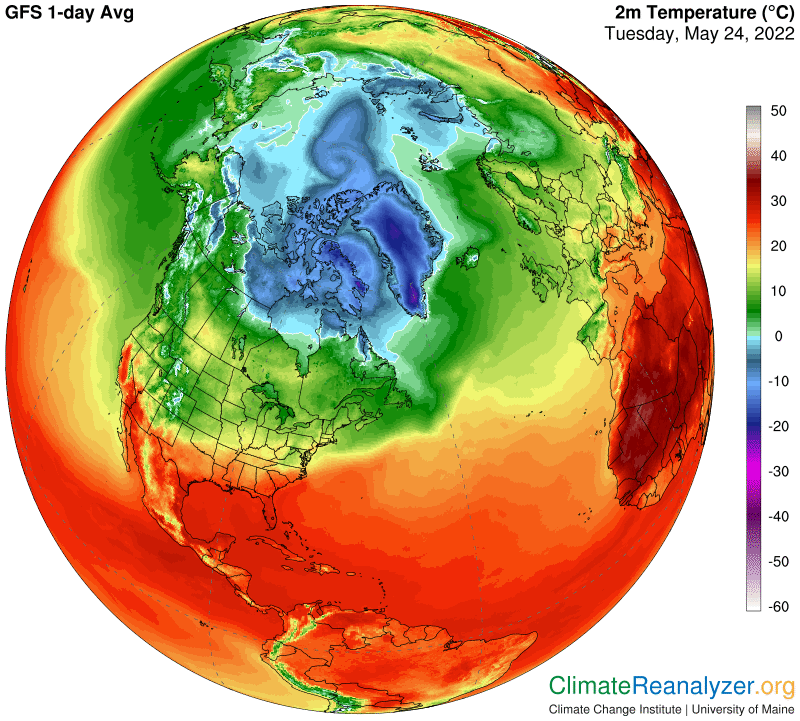 GFS 1-day Avg
2m Temperature (°C)
Tuesday, May 24, 2022
50
40
30
20
10
0
-10
-20
-30
-40
-50
-60
ClimateReanalyzer.org
Climate Change Institute | University of Maine